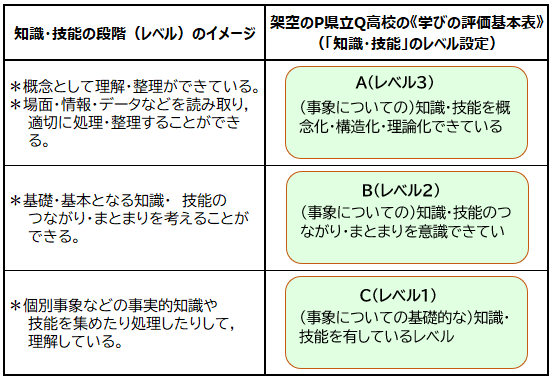 知識・技能の段階（レベル）のイメージ
架空のP県立Q高校の《学びの評価基本表》
（「知識・技能」のレベル設定）
＊概念として理解・整理ができている。
＊場面・情報・データなどを読み取り，
適切に処理・整理することができ
る。
A（レベル3）
（事象についての）知識・技能を概
念化・構造化・理論化できている
＊基礎・基本となる知識・ 技能の
つながり・まとまりを考えることが
できる。
B（レベル2）
（事象についての）知識・技能のつ
ながり・まとまりを意識できてい
＊個別事象などの事実的知識や
技能を集めたり処理したりして，
理解している。
C（レベル1）
（事象についての基礎的な）知識・
技能を有しているレベル